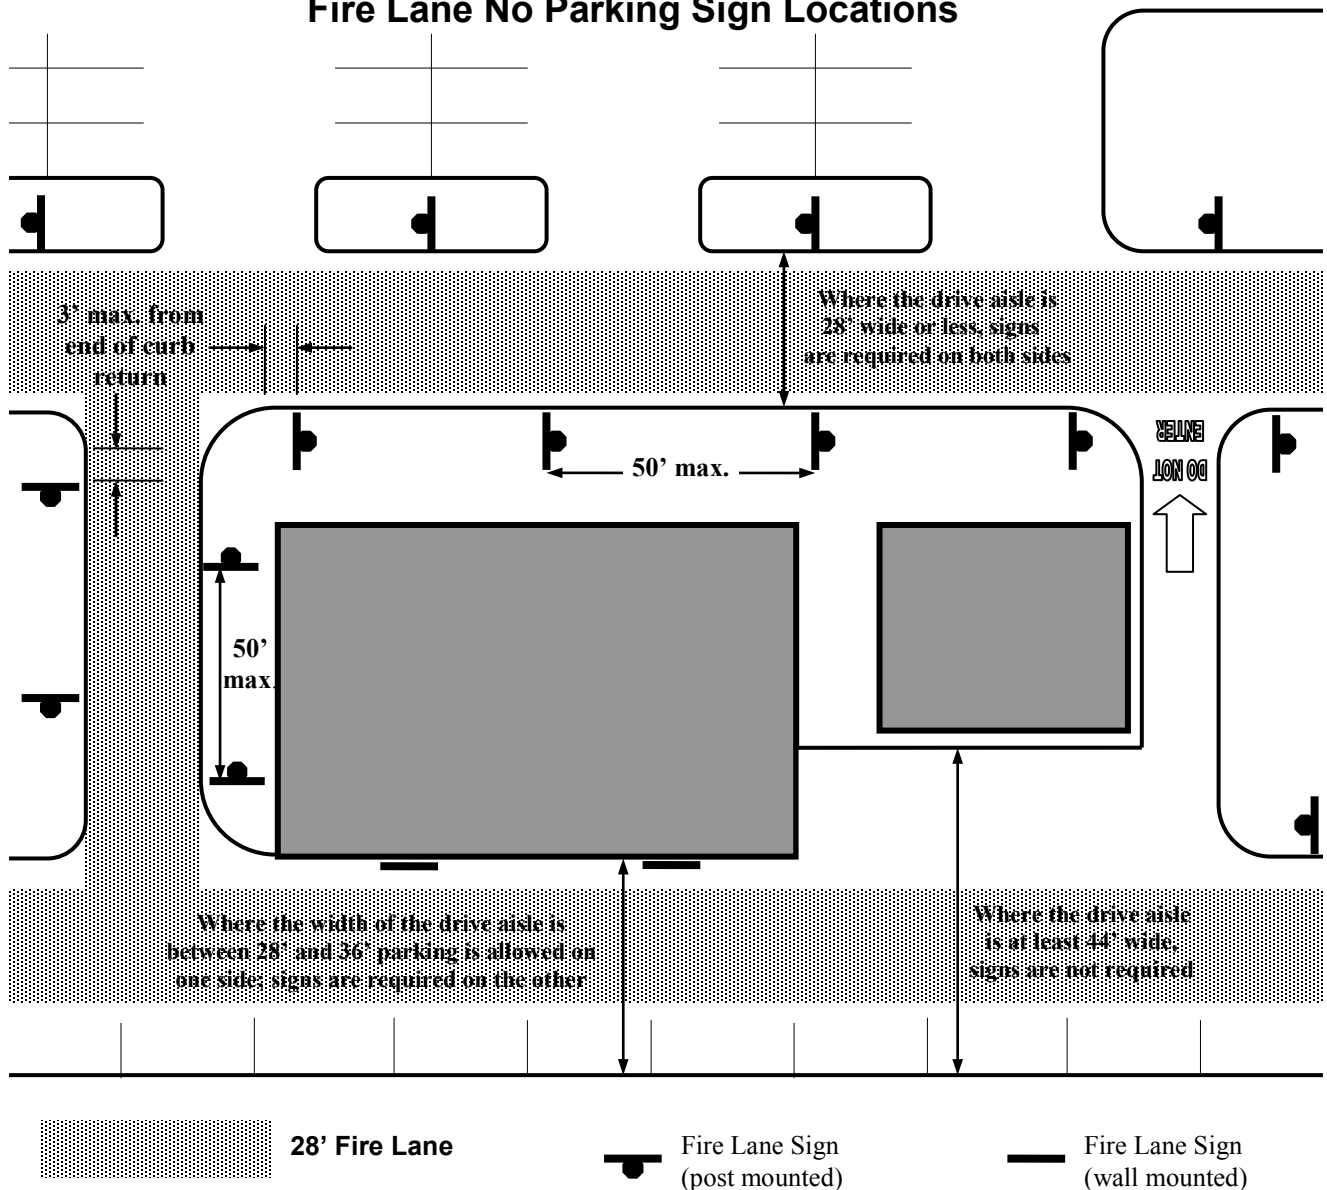 Fire Lane No Parking Sign Locations
Where the drive aisle is
28’ wide or less, signs
are required on both sides
3’ max. from
end of curb
return
ENTER
DO NOT
50’ max.
50’
max.
Where the width of the drive aisle is
between 28’ and 36’ parking is allowed on
one side; signs are required on the other
Where the drive aisle
is at least 44’ wide,
signs are not required
28’ Fire Lane
Fire Lane Sign
(post mounted)
Fire Lane Sign
(wall mounted)